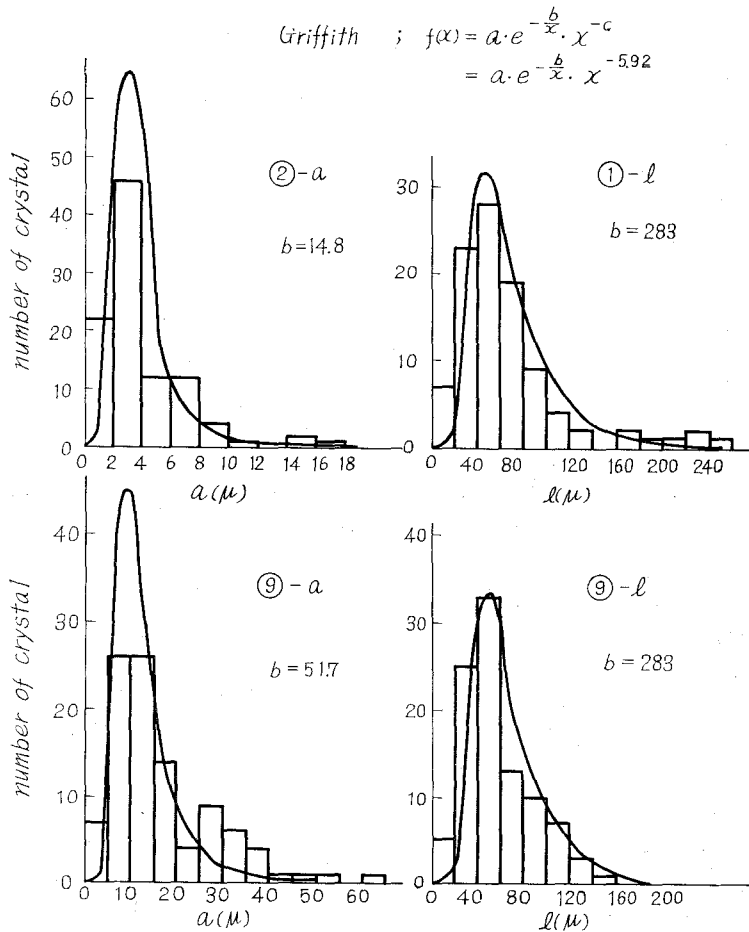 Griffith ; f(x) = a·e^{-b/x}·x^{-c}
= a·e^{-b/x}·x^{-5.92}
number of crystal
60
50
40
30
20
10
0
②-a
b=14.8
0 2 4 6 8 10 12 14 16 18
a(μ)
30
20
10
0
①-l
b=283
0 40 80 120 160 200 240
l(μ)
number of crystal
40
30
20
10
0
⑨-a
b=51.7
0 10 20 30 40 50 60
a(μ)
40
30
20
10
0
⑨-l
b=283
0 40 80 120 160 200
l(μ)